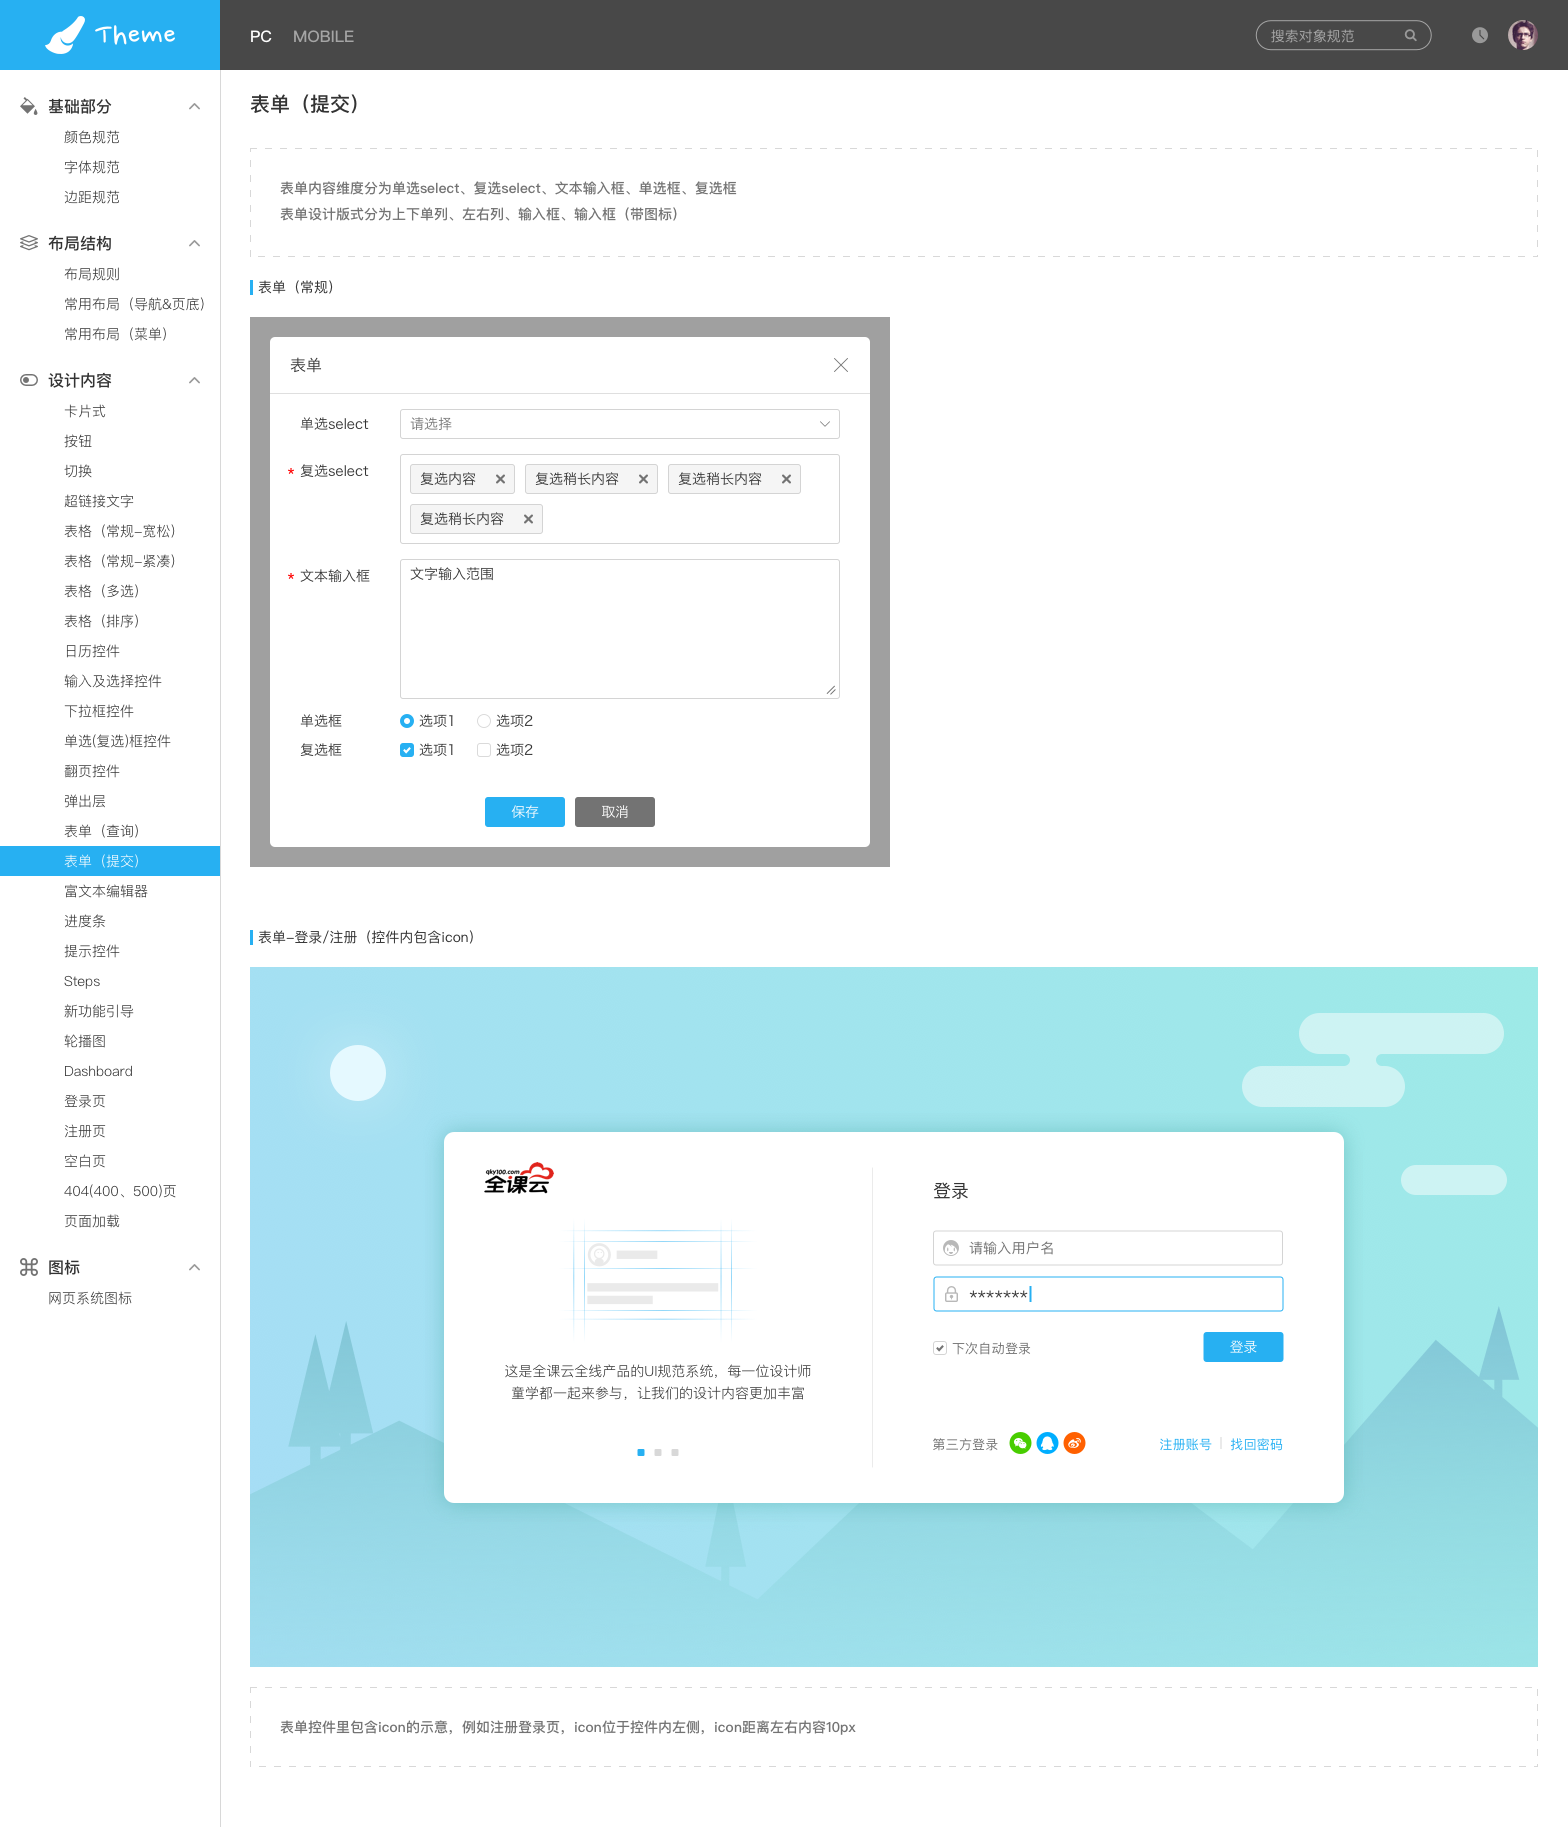 Theme
PC
MOBILE
搜索对象规范
基础部分
颜色规范
字体规范
边距规范
布局结构
布局规则
常用布局（导航&页底）
常用布局（菜单）
设计内容
卡片式
按钮
切换
超链接文字
表格（常规–宽松）
表格（常规–紧凑）
表格（多选）
表格（排序）
日历控件
输入及选择控件
下拉框控件
单选(复选)框控件
翻页控件
弹出层
表单（查询）
表单（提交）
富文本编辑器
进度条
提示控件
Steps
新功能引导
轮播图
Dashboard
登录页
注册页
空白页
404(400、500)页
页面加载
图标
网页系统图标
表单（提交）
表单内容维度分为单选select、复选select、文本输入框、单选框、复选框
表单设计版式分为上下单列、左右列、输入框、输入框（带图标）
表单（常规）
表单
单选select
请选择
* 复选select
复选内容
复选稍长内容
复选稍长内容
复选稍长内容
* 文本输入框
文字输入范围
单选框
选项1
选项2
复选框
选项1
选项2
保存
取消
表单–登录/注册（控件内包含icon）
qky100.com
全课云
这是全课云全线产品的UI规范系统，每一位设计师
童学都一起来参与，让我们的设计内容更加丰富
登录
请输入用户名
*******
下次自动登录
登录
第三方登录
注册账号
找回密码
表单控件里包含icon的示意，例如注册登录页，icon位于控件内左侧，icon距离左右内容10px